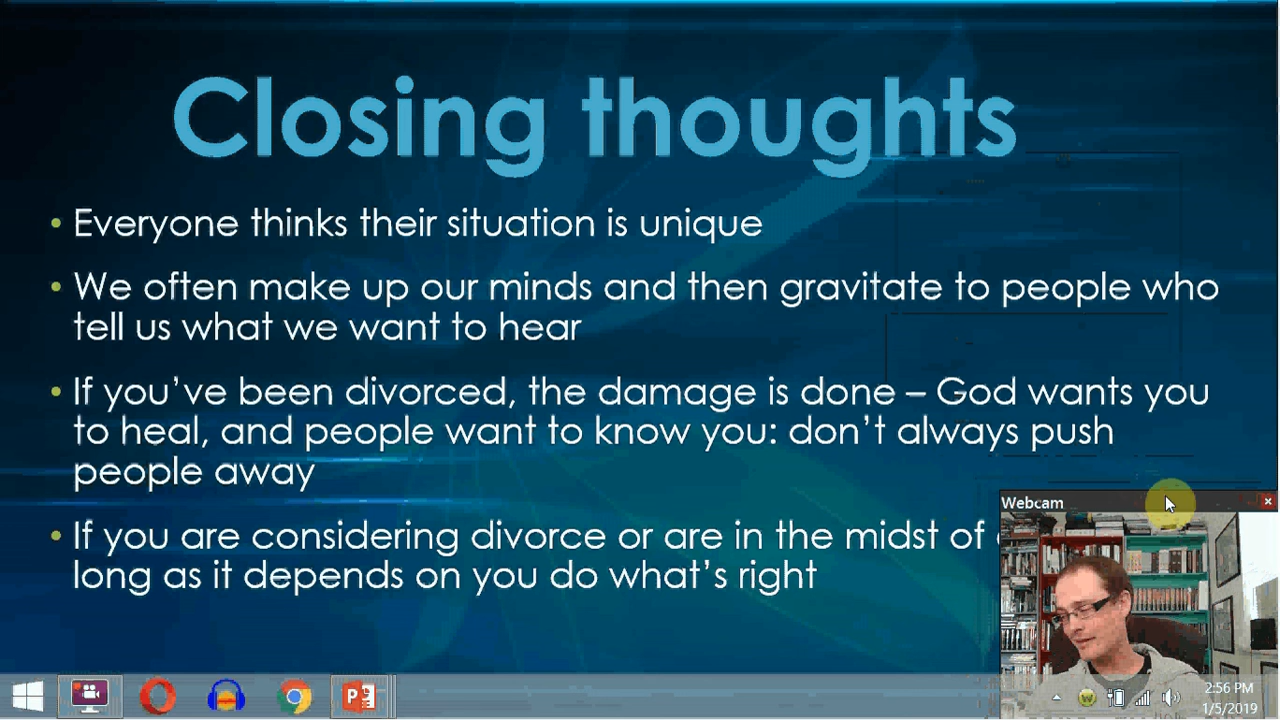 Closing thoughts
• Everyone thinks their situation is unique
• We often make up our minds and then gravitate to people who
tell us what we want to hear
• If you've been divorced, the damage is done – God wants you
to heal, and people want to know you: don't always push
people away
• If you are considering divorce or are in the midst of
long as it depends on you do what's right
Webcam
2:56 PM
1/5/2019